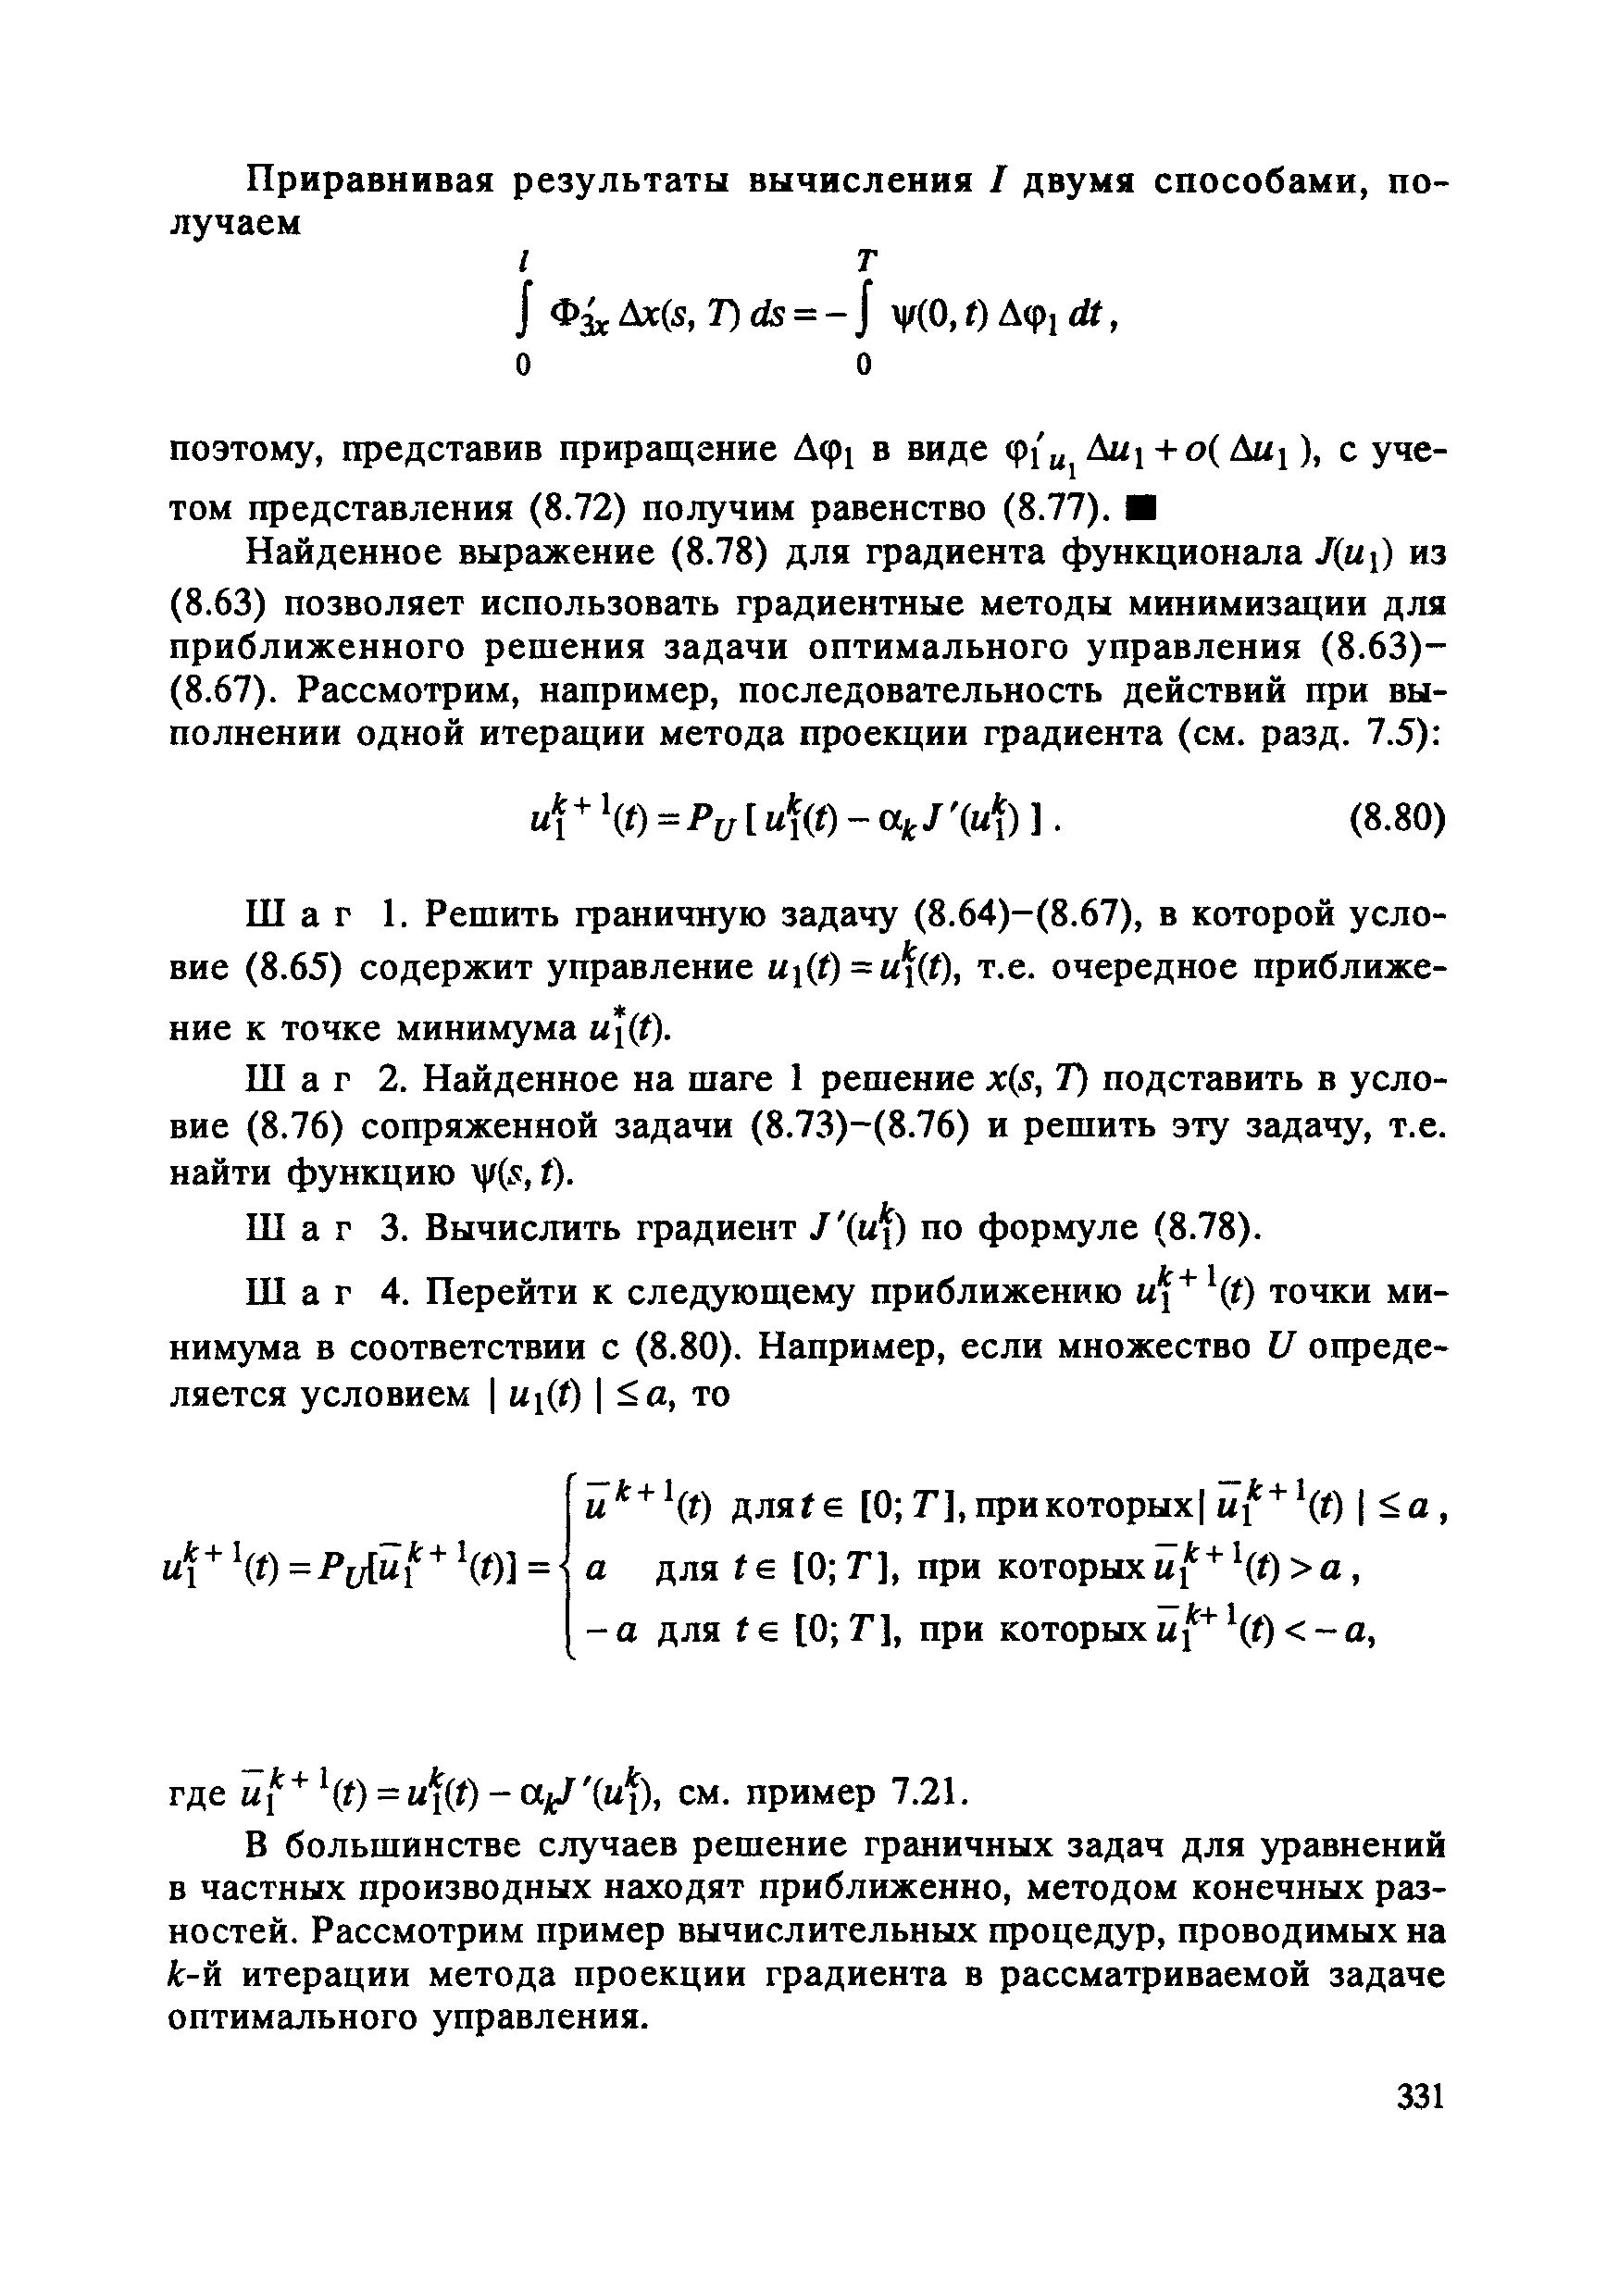 Приравнивая результаты вычисления I двумя способами, по-
лучаем
l T
∫ Φ′₃ₓ Δx(s, T) ds = – ∫ ψ(0, t) Δφ₁ dt ,
0 0
поэтому, представив приращение Δφ₁ в виде φ₁′u₁ Δu₁ + o( Δu₁ ), с уче-
том представления (8.72) получим равенство (8.77). ■
Найденное выражение (8.78) для градиента функционала J(u₁) из
(8.63) позволяет использовать градиентные методы минимизации для
приближенного решения задачи оптимального управления (8.63)–
(8.67). Рассмотрим, например, последовательность действий при вы-
полнении одной итерации метода проекции градиента (см. разд. 7.5):
u₁ᵏ⁺¹(t) = P_U [ u₁ᵏ(t) – αₖ J ′(u₁ᵏ) ] . (8.80)
Ш а г 1. Решить граничную задачу (8.64)–(8.67), в которой усло-
вие (8.65) содержит управление u₁(t) = u₁ᵏ(t), т.е. очередное приближе-
ние к точке минимума u₁*(t).
Ш а г 2. Найденное на шаге 1 решение x(s, T) подставить в усло-
вие (8.76) сопряженной задачи (8.73)–(8.76) и решить эту задачу, т.е.
найти функцию ψ(s, t).
Ш а г 3. Вычислить градиент J ′(u₁ᵏ) по формуле (8.78).
Ш а г 4. Перейти к следующему приближению u₁ᵏ⁺¹(t) точки ми-
нимума в соответствии с (8.80). Например, если множество U опреде-
ляется условием | u₁(t) | ≤ a, то
ū ᵏ⁺¹(t) для t ∈ [0; T], при которых | ū₁ᵏ⁺¹(t) | ≤ a ,
u₁ᵏ⁺¹(t) = P_U[ū₁ᵏ⁺¹(t)] = { a для t ∈ [0; T], при которых ū₁ᵏ⁺¹(t) > a ,
– a для t ∈ [0; T], при которых ū₁ᵏ⁺¹(t) < – a,
где ū₁ᵏ⁺¹(t) = u₁ᵏ(t) – αₖJ ′(u₁ᵏ), см. пример 7.21.
В большинстве случаев решение граничных задач для уравнений
в частных производных находят приближенно, методом конечных раз-
ностей. Рассмотрим пример вычислительных процедур, проводимых на
k-й итерации метода проекции градиента в рассматриваемой задаче
оптимального управления.
331